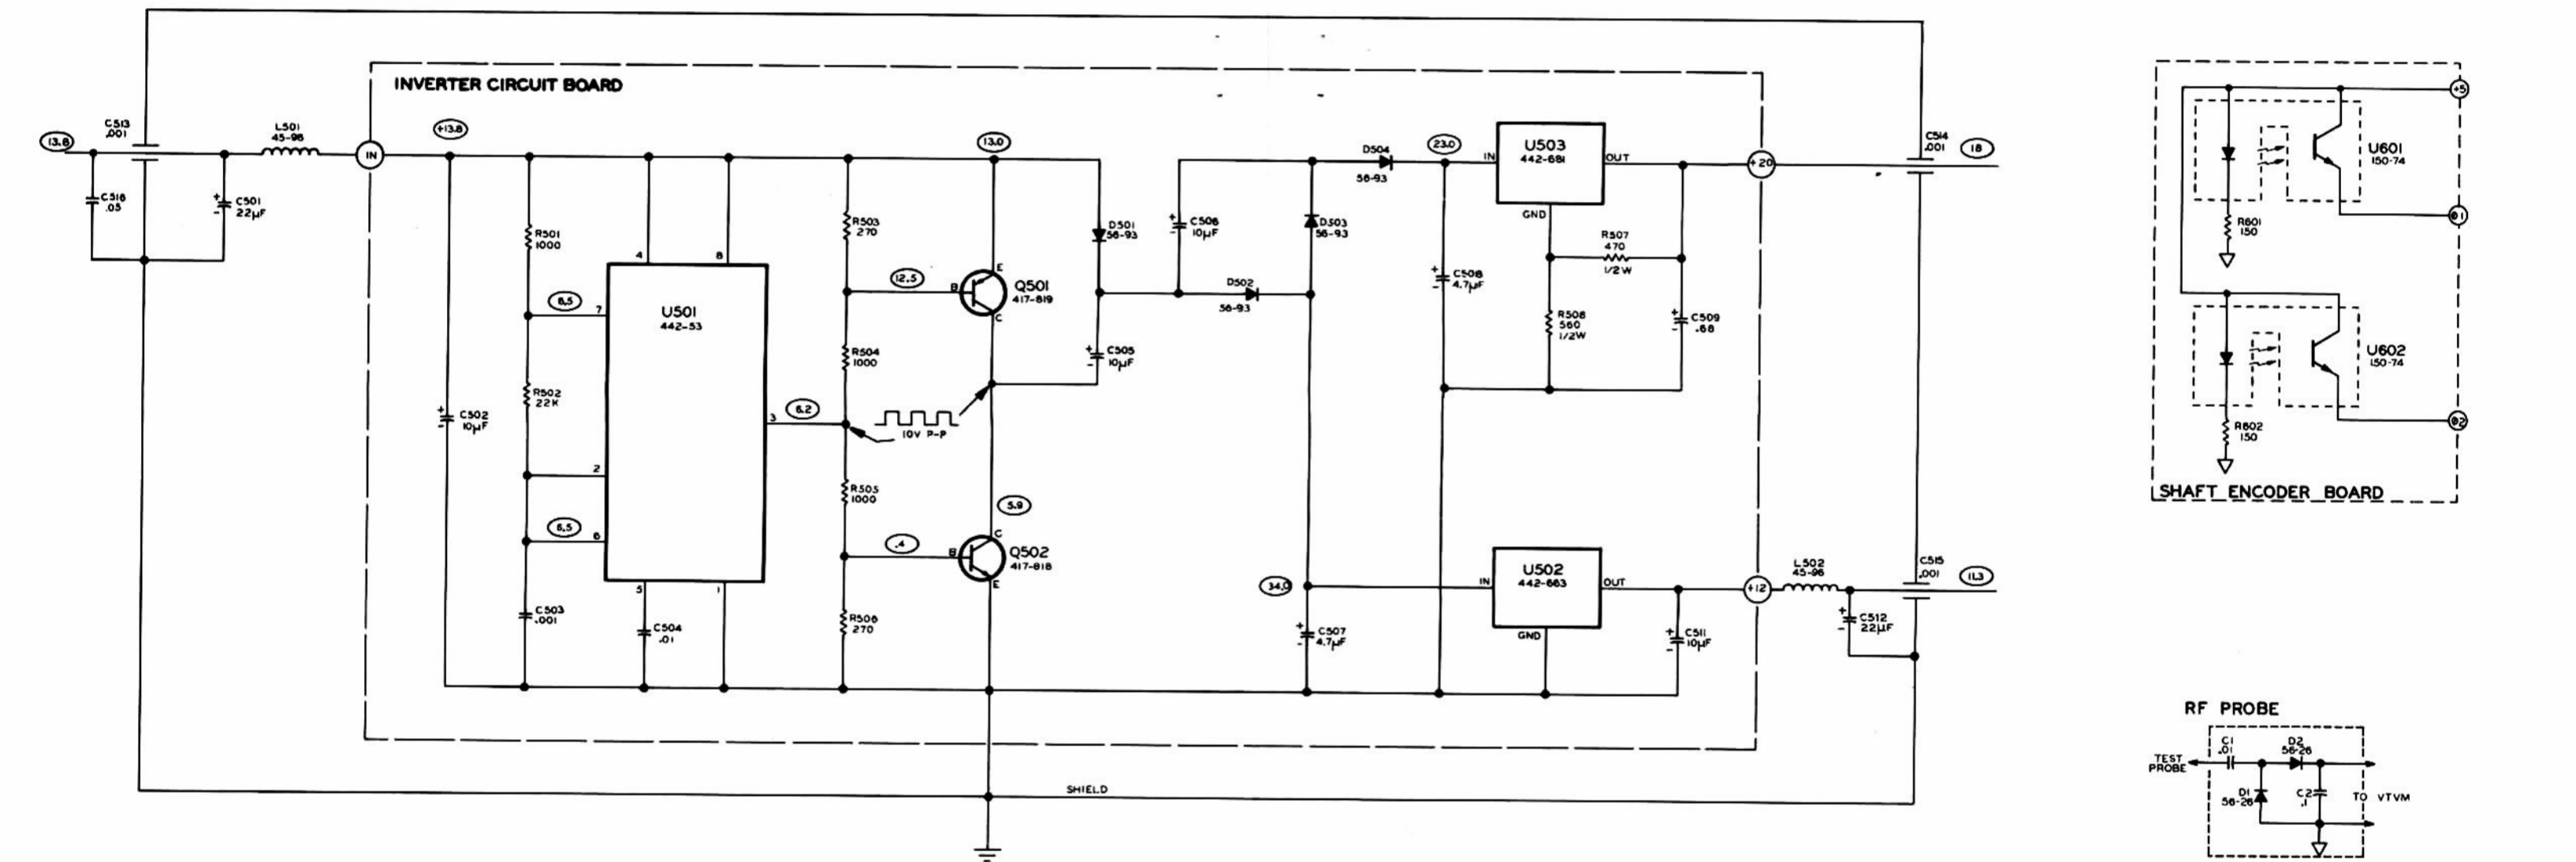 INVERTER CIRCUIT BOARD
13.8
C513
.001
L501
45-96
IN
+13.8
C516
.05
C501
22µF
R501
1000
6.5
7
R502
22K
2
6.5
6
C502
10µF
C503
.001
4
8
U501
442-53
3
5
1
C504
.01
6.2
R503
270
R504
1000
R505
1000
R506
270
10V P-P
12.5
.4
13.0
B
E
C
Q501
417-819
5.9
B
C
E
Q502
417-818
D501
56-93
C505
10µF
C506
10µF
D502
56-93
D503
56-93
D504
56-93
23.0
34.0
C507
4.7µF
C508
4.7µF
IN
U503
442-681
OUT
GND
R507
470
1/2W
R508
560
1/2W
C509
.68
+20
IN
U502
442-663
OUT
GND
C511
10µF
+12
L502
45-96
C512
22µF
C514
.001
18
C515
.001
11.3
SHIELD
+5
U601
150-74
R601
150
Ø1
U602
150-74
R602
150
Ø2
SHAFT ENCODER BOARD
RF PROBE
TEST
PROBE
C1
.01
D2
56-26
D1
56-26
C2
.1
TO VTVM